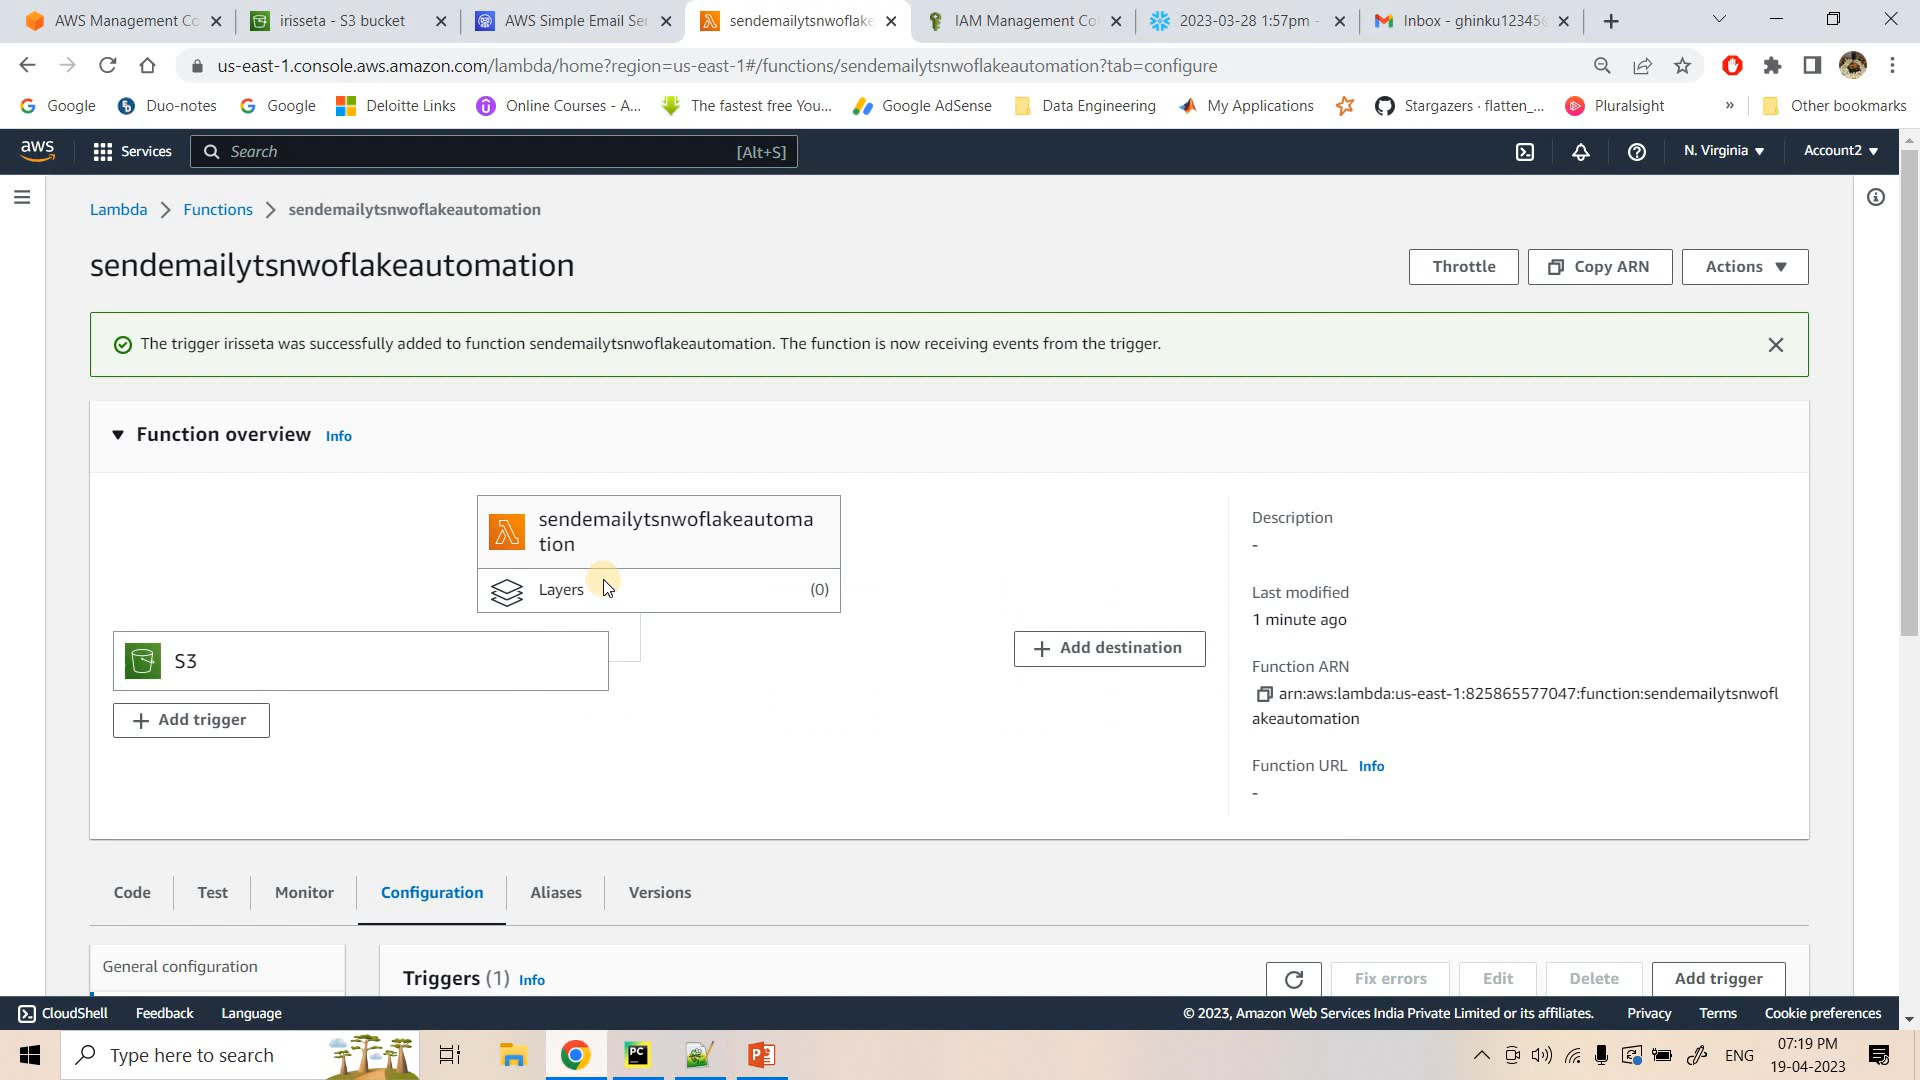 AWS Management Co
irisseta - S3 bucket
AWS Simple Email Ser
sendemailytsnwoflake
IAM Management Co
2023-03-28 1:57pm -
Inbox - ghinku12345
us-east-1.console.aws.amazon.com/lambda/home?region=us-east-1#/functions/sendemailytsnwoflakeautomation?tab=configure
Google
Duo-notes
Google
Deloitte Links
Online Courses - A...
The fastest free You...
Google AdSense
Data Engineering
My Applications
Stargazers · flatten_...
Pluralsight
»
Other bookmarks
aws
Services
Search
[Alt+S]
N. Virginia
Account2
Lambda
Functions
sendemailytsnwoflakeautomation
sendemailytsnwoflakeautomation
Throttle
Copy ARN
Actions
The trigger irisseta was successfully added to function sendemailytsnwoflakeautomation. The function is now receiving events from the trigger.
Function overview Info
sendemailytsnwoflakeautoma
tion
Layers
(0)
S3
+ Add trigger
+ Add destination
Description
-
Last modified
1 minute ago
Function ARN
arn:aws:lambda:us-east-1:825865577047:function:sendemailytsnwofl
akeautomation
Function URL Info
-
Code
Test
Monitor
Configuration
Aliases
Versions
General configuration
Triggers (1) Info
Fix errors
Edit
Delete
Add trigger
CloudShell
Feedback
Language
© 2023, Amazon Web Services India Private Limited or its affiliates.
Privacy
Terms
Cookie preferences
Type here to search
PC
ENG
07:19 PM
19-04-2023